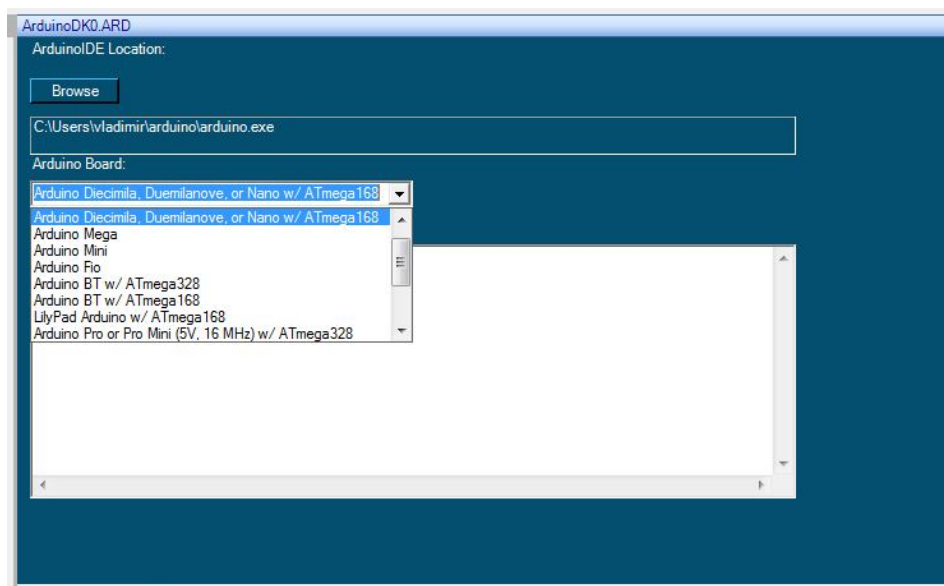 ArduinoDK0.ARD
ArduinoIDE Location:
Browse
C:\Users\vladimir\arduino\arduino.exe
Arduino Board:
Arduino Diecimila, Duemilanove, or Nano w/ ATmega168
Arduino Diecimila, Duemilanove, or Nano w/ ATmega168
Arduino Mega
Arduino Mini
Arduino Fio
Arduino BT w/ ATmega328
Arduino BT w/ ATmega168
LilyPad Arduino w/ ATmega168
Arduino Pro or Pro Mini (5V, 16 MHz) w/ ATmega328